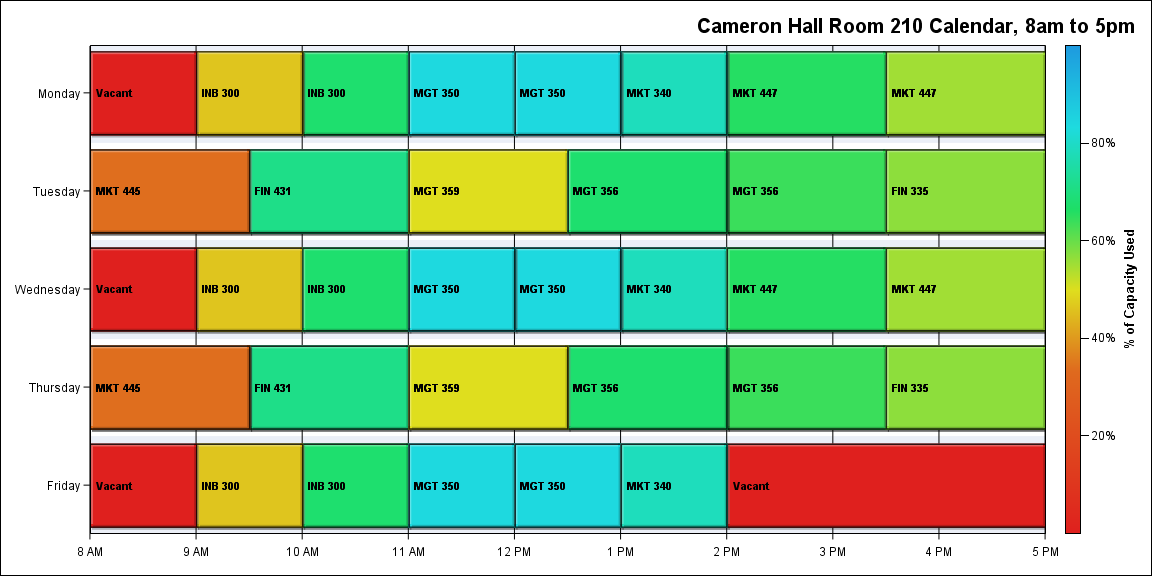 Cameron Hall Room 210 Calendar, 8am to 5pm
Monday
Vacant
INB 300
INB 300
MGT 350
MGT 350
MKT 340
MKT 447
MKT 447
Tuesday
MKT 445
FIN 431
MGT 359
MGT 356
MGT 356
FIN 335
Wednesday
Vacant
INB 300
INB 300
MGT 350
MGT 350
MKT 340
MKT 447
MKT 447
Thursday
MKT 445
FIN 431
MGT 359
MGT 356
MGT 356
FIN 335
Friday
Vacant
INB 300
INB 300
MGT 350
MGT 350
MKT 340
Vacant
8 AM
9 AM
10 AM
11 AM
12 PM
1 PM
2 PM
3 PM
4 PM
5 PM
80%
60%
40%
20%
% of Capacity Used